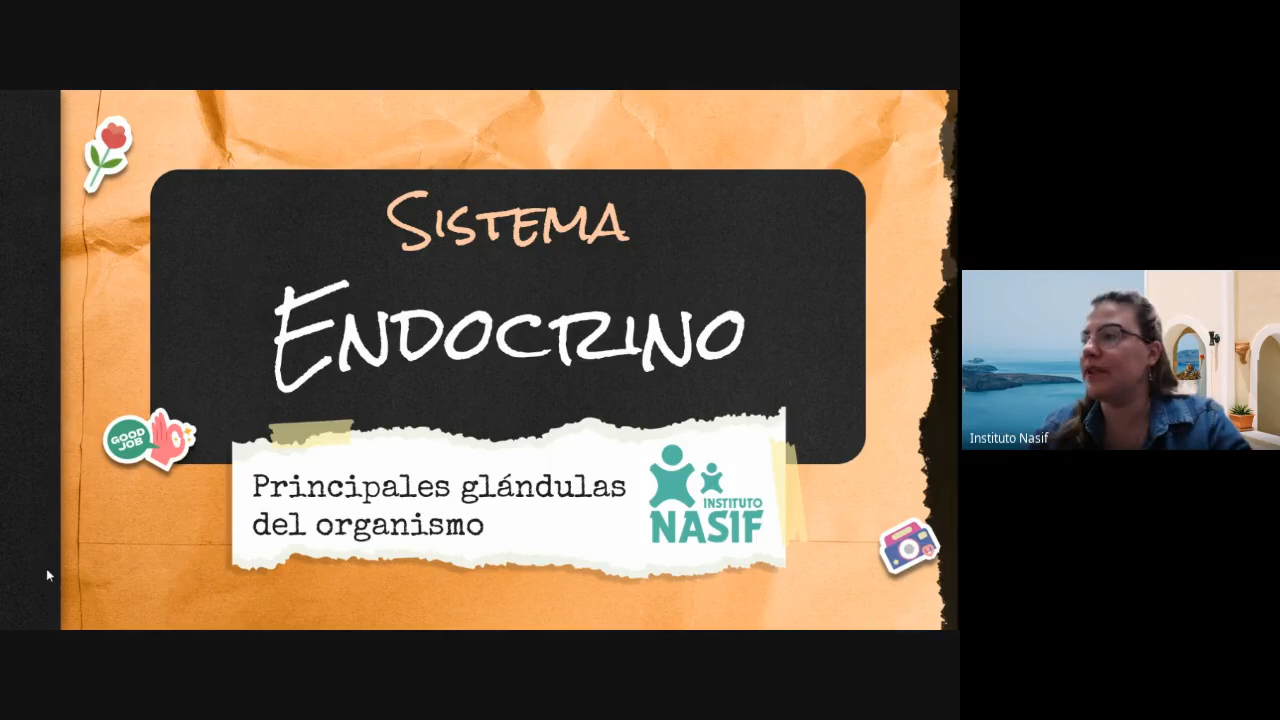 Sistema
Endocrino
GOOD
JOB
Principales glándulas
del organismo
INSTITUTO
NASIF
Instituto Nasif